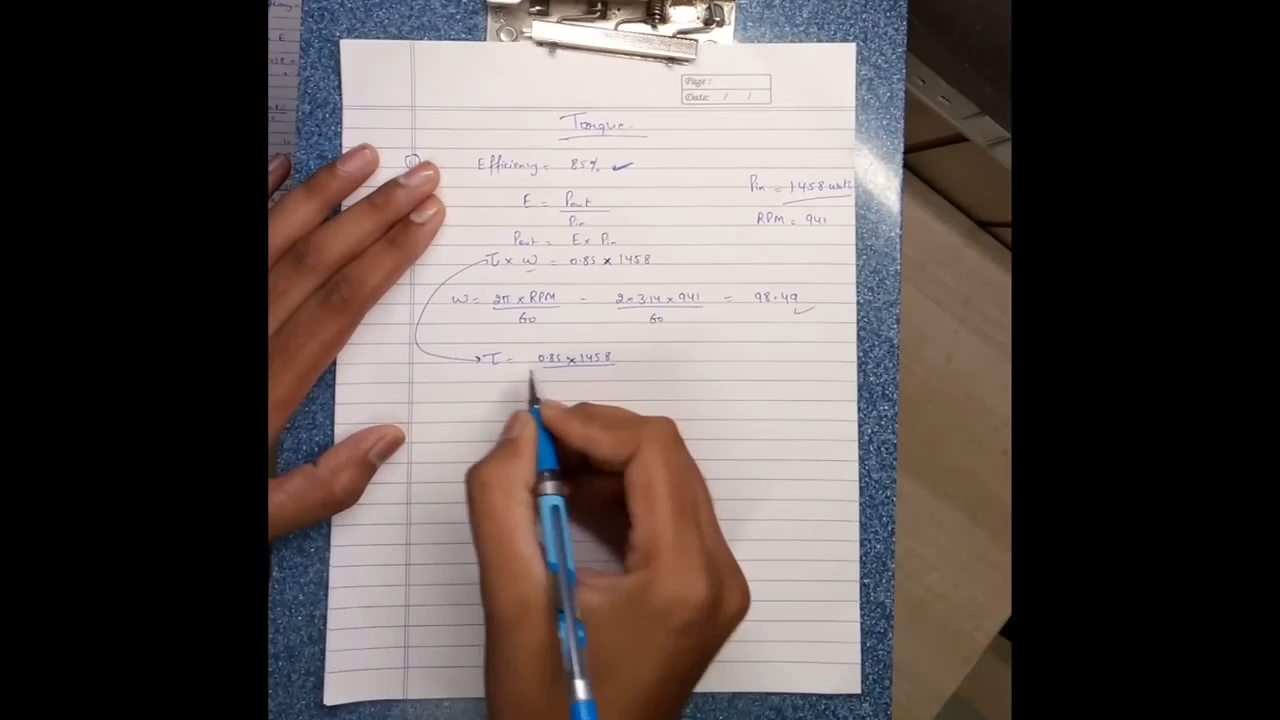 Page:
Date: / /
Torque.
Efficiency = 85% ✓
Pin = 1458 watt
E = Pout / Pin
RPM = 941
Pout = E × Pin
τ × ω = 0.85 × 1458
ω = 2π × RPM / 60 = 2 × 3.14 × 941 / 60 = 98.49 ✓
τ = 0.85 × 1458